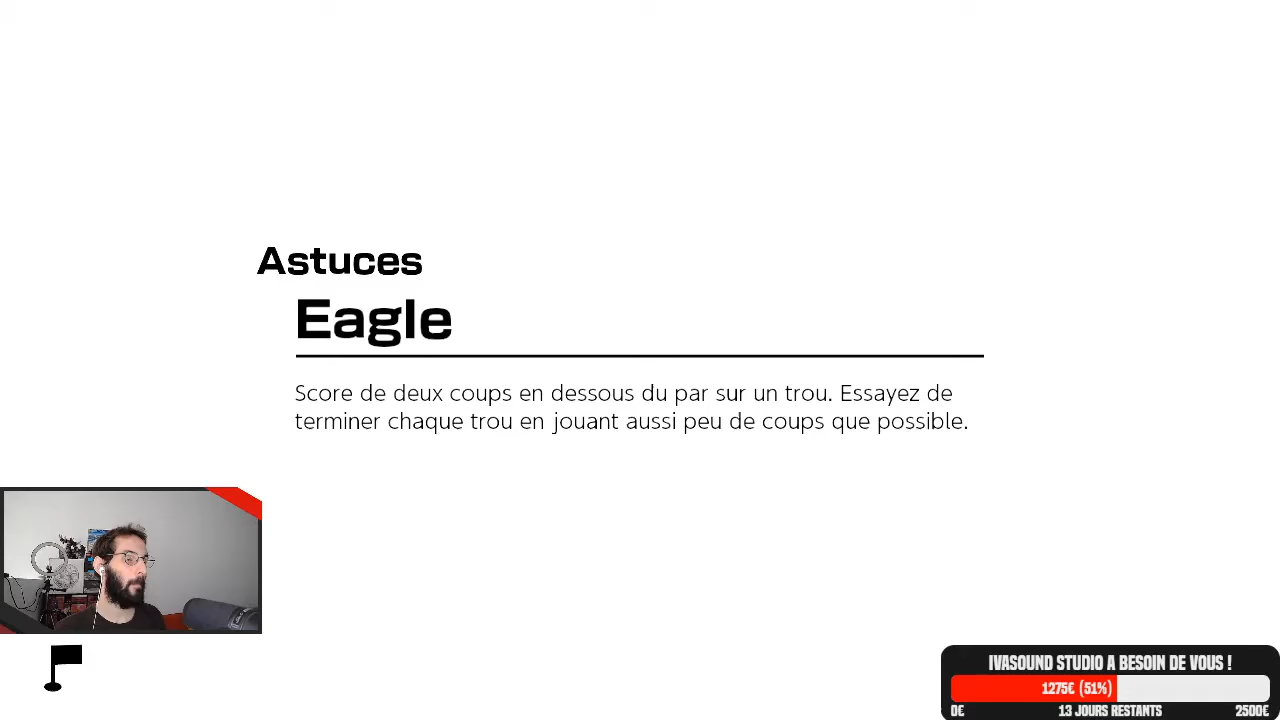 Astuces
Eagle
Score de deux coups en dessous du par sur un trou. Essayez de
terminer chaque trou en jouant aussi peu de coups que possible.
IVASOUND STUDIO A BESOIN DE VOUS !
1275€ (51%)
0€ 13 JOURS RESTANTS 2500€